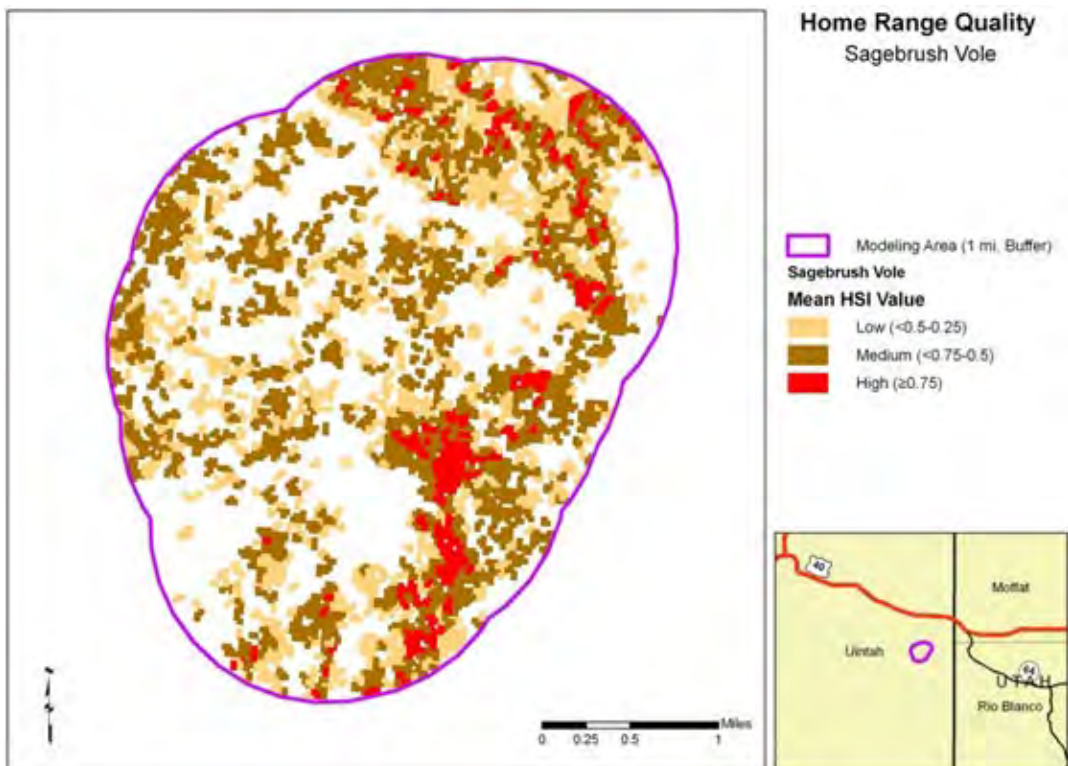 Home Range Quality
Sagebrush Vole
Modeling Area (1 mi. Buffer)
Sagebrush Vole
Mean HSI Value
Low (<0.5-0.25)
Medium (<0.75-0.5)
High (≥0.75)
Miles
0 0.25 0.5 1
40
Moffat
Uintah
64
UTAH
Rio Blanco